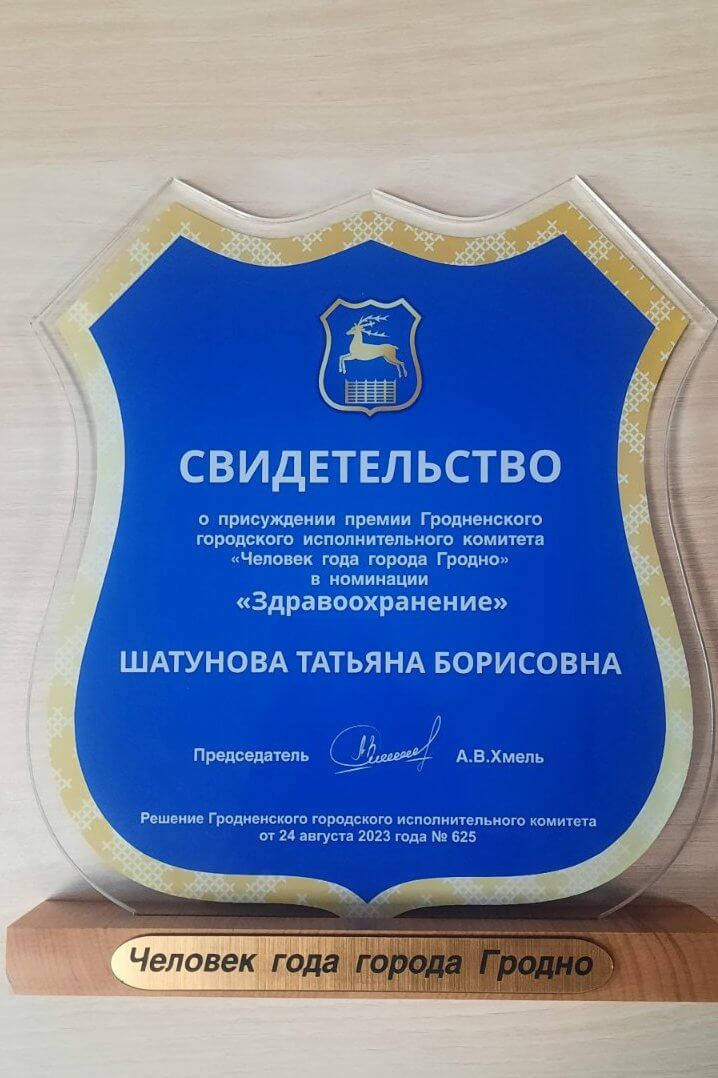 СВИДЕТЕЛЬСТВО
о присуждении премии Гродненского
городского исполнительного комитета
«Человек года города Гродно»
в номинации
«Здравоохранение»
ШАТУНОВА ТАТЬЯНА БОРИСОВНА
Председатель А.В.Хмель
Решение Гродненского городского исполнительного комитета
от 24 августа 2023 года № 625
Человек года города Гродно